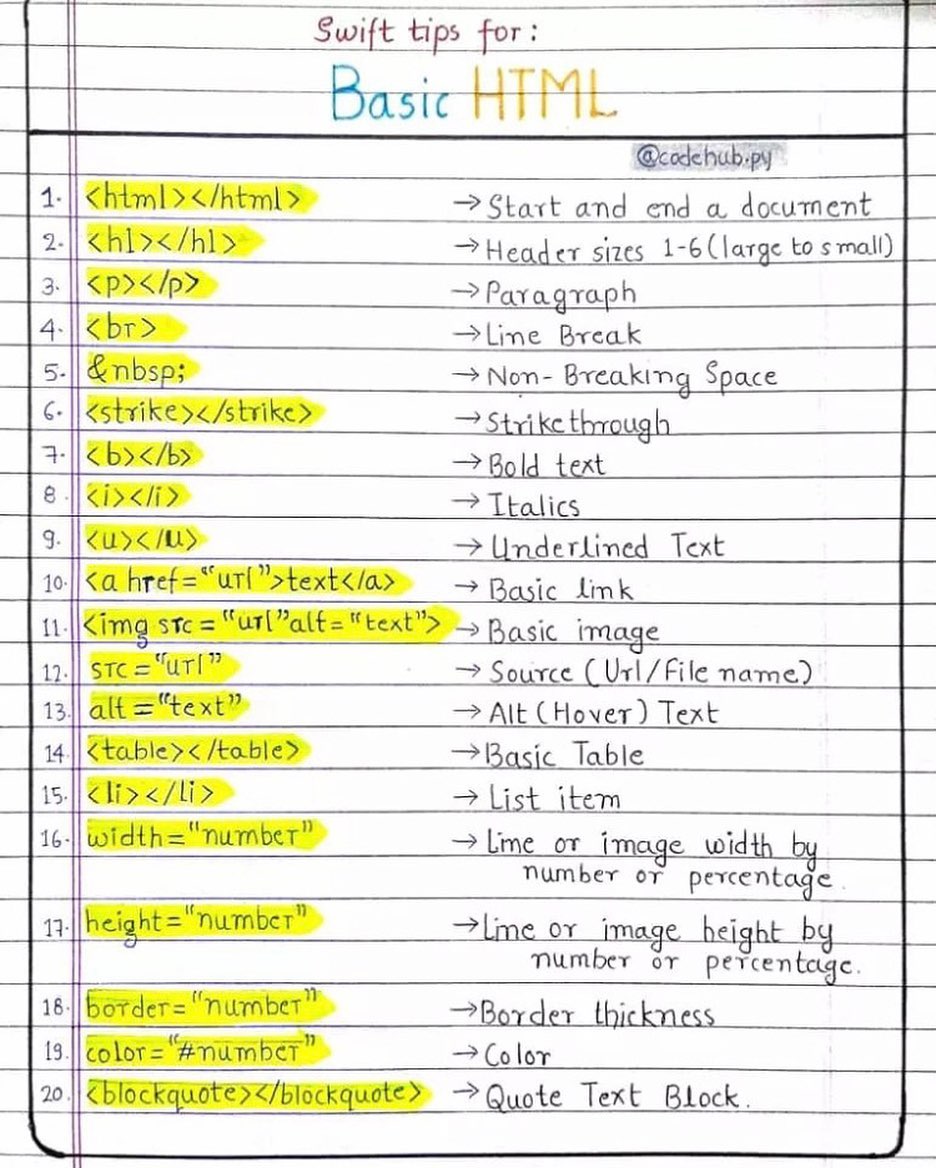 Swift tips for:
Basic HTML
@codehub.py
1. <html></html> → Start and end a document
2. <h1></h1> → Header sizes 1-6 (large to small)
3. <p></p> → Paragraph
4. <br> → Line Break
5. &nbsp; → Non-Breaking Space
6. <strike></strike> → Strikethrough
7. <b></b> → Bold text
8. <i></i> → Italics
9. <u></u> → Underlined Text
10. <a href="url">text</a> → Basic link
11. <img src="url"alt="text"> → Basic image
12. src="url" → Source (Url/File name)
13. alt="text" → Alt (Hover) Text
14. <table></table> → Basic Table
15. <li></li> → List item
16. width="number" → Line or image width by
number or percentage.
17. height="number" → Line or image height by
number or percentage.
18. border="number" → Border thickness
19. color="#number" → Color
20. <blockquote></blockquote> → Quote Text Block.